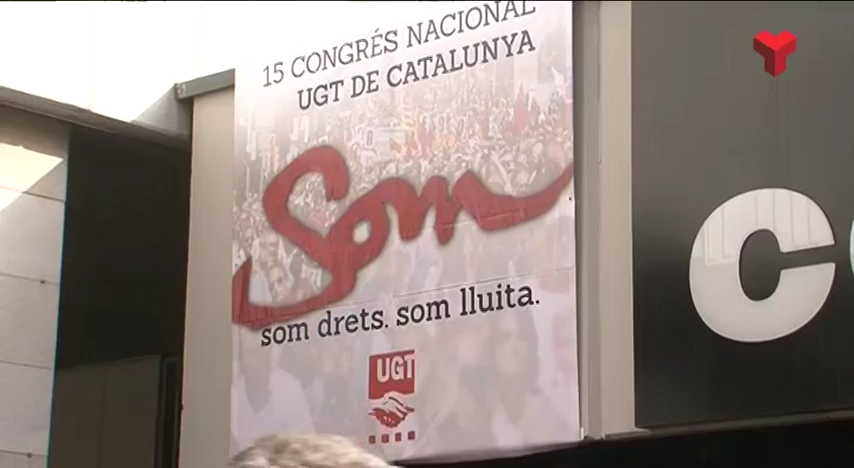 15 CONGRÉS NACIONAL
UGT DE CATALUNYA
Som
som drets. som lluita.
UGT
c